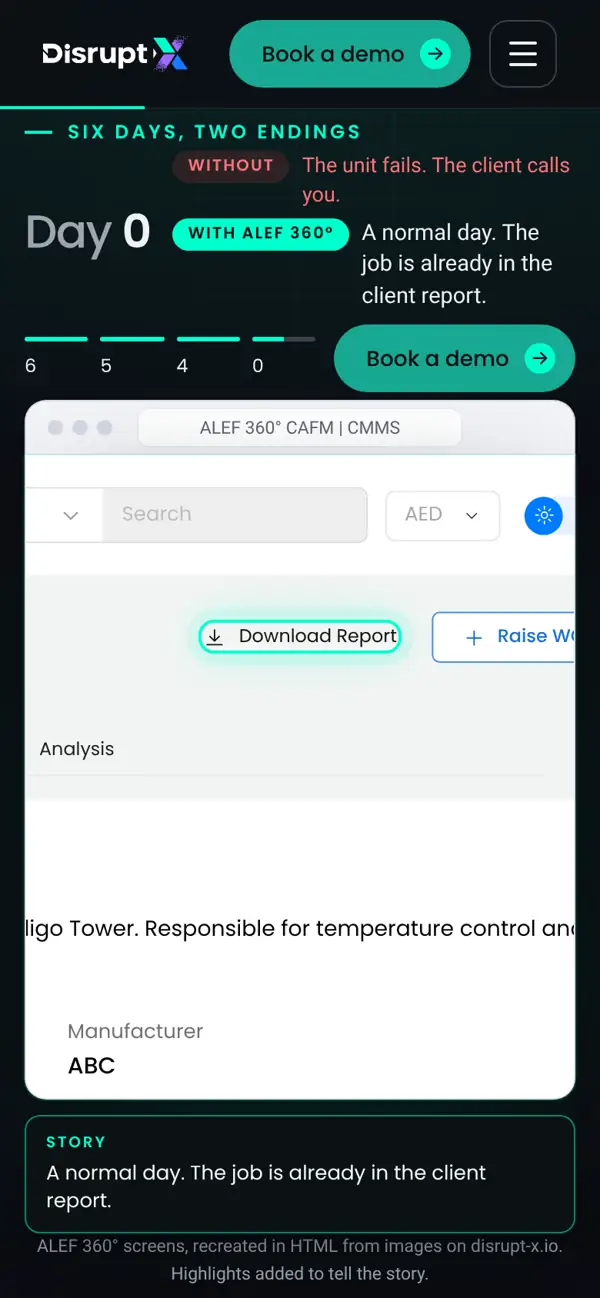 DisruptX
Book a demo
SIX DAYS, TWO ENDINGS
WITHOUT
The unit fails. The client calls
you.
Day 0
WITH ALEF 360°
A normal day. The
job is already in the
client report.
6
5
4
0
Book a demo
ALEF 360° CAFM | CMMS
Search
AED
Download Report
Raise W
Analysis
ligo Tower. Responsible for temperature control an
Manufacturer
ABC
STORY
A normal day. The job is already in the client
report.
ALEF 360° screens, recreated in HTML from images on disrupt-x.io.
Highlights added to tell the story.